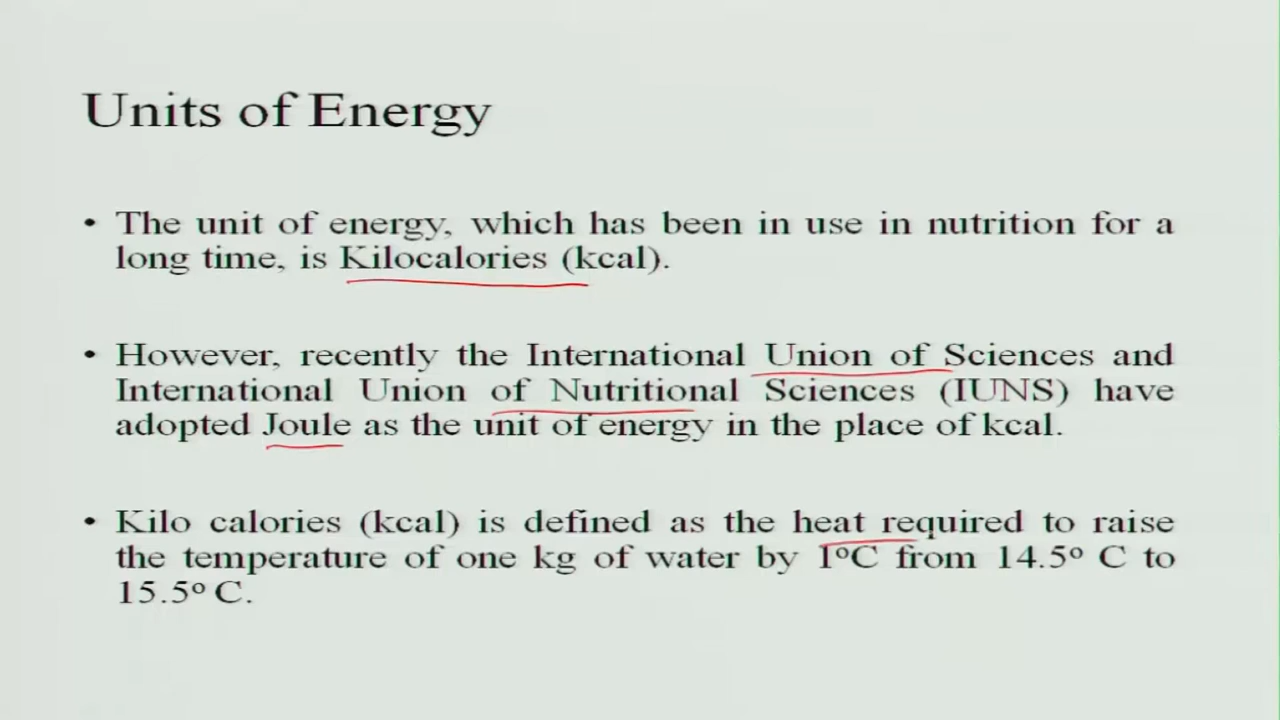 Units of Energy
• The unit of energy, which has been in use in nutrition for a
long time, is Kilocalories (kcal).
• However, recently the International Union of Sciences and
International Union of Nutritional Sciences (IUNS) have
adopted Joule as the unit of energy in the place of kcal.
• Kilo calories (kcal) is defined as the heat required to raise
the temperature of one kg of water by 1ºC from 14.5º C to
15.5º C.